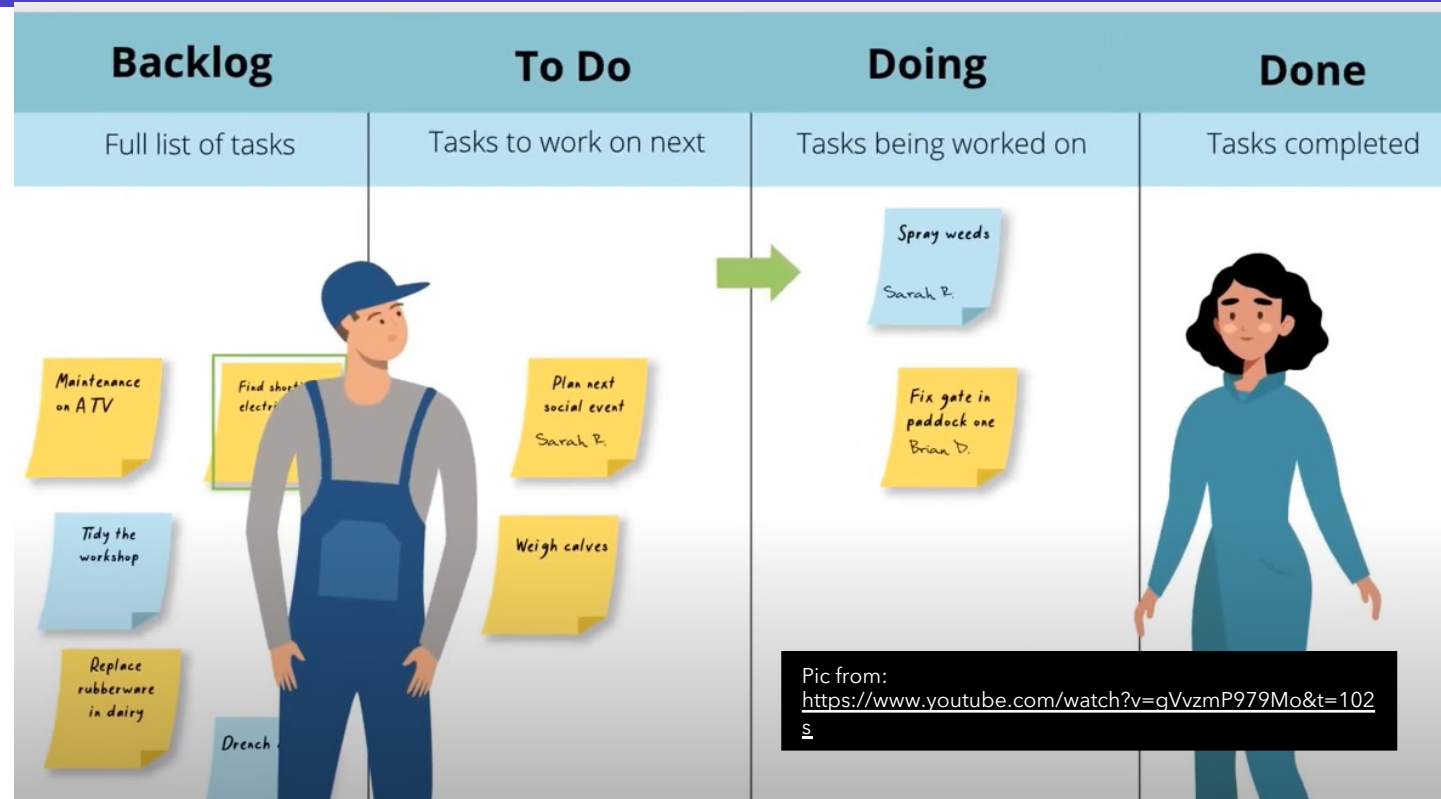 Backlog
To Do
Doing
Done
Full list of tasks
Tasks to work on next
Tasks being worked on
Tasks completed
Maintenance
on ATV
Find
Tidy the
workshop
Replace
rubberware
in dairy
Drench
Plan next
social event
Sarah R.
Weigh calves
Spray weeds
Sarah R.
Fix gate in
paddock one
Brian D.
Pic from:
https://www.youtube.com/watch?v=gVvzmP979Mo&t=102
s